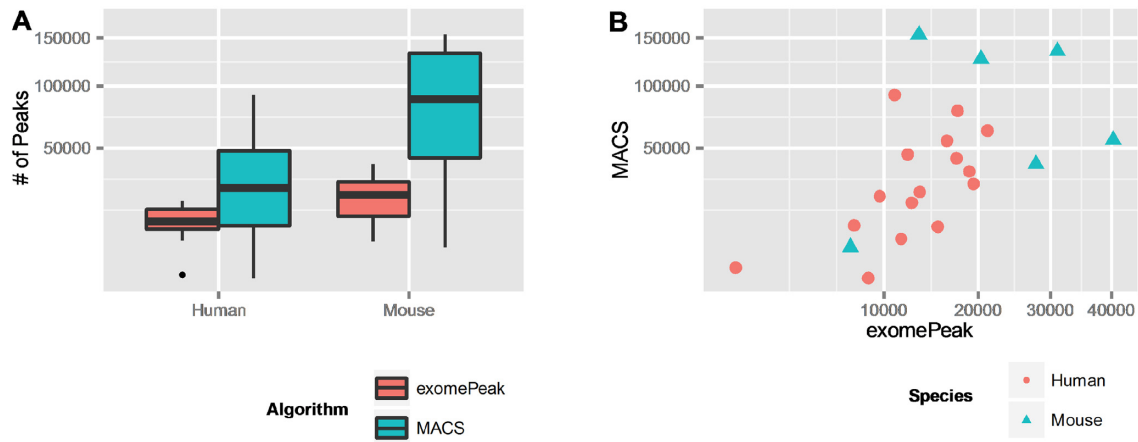 A
# of Peaks
150000
100000
50000
Human
Mouse
Algorithm
exomePeak
MACS
B
MACS
150000
100000
50000
10000
20000
30000
40000
exomePeak
Species
Human
Mouse